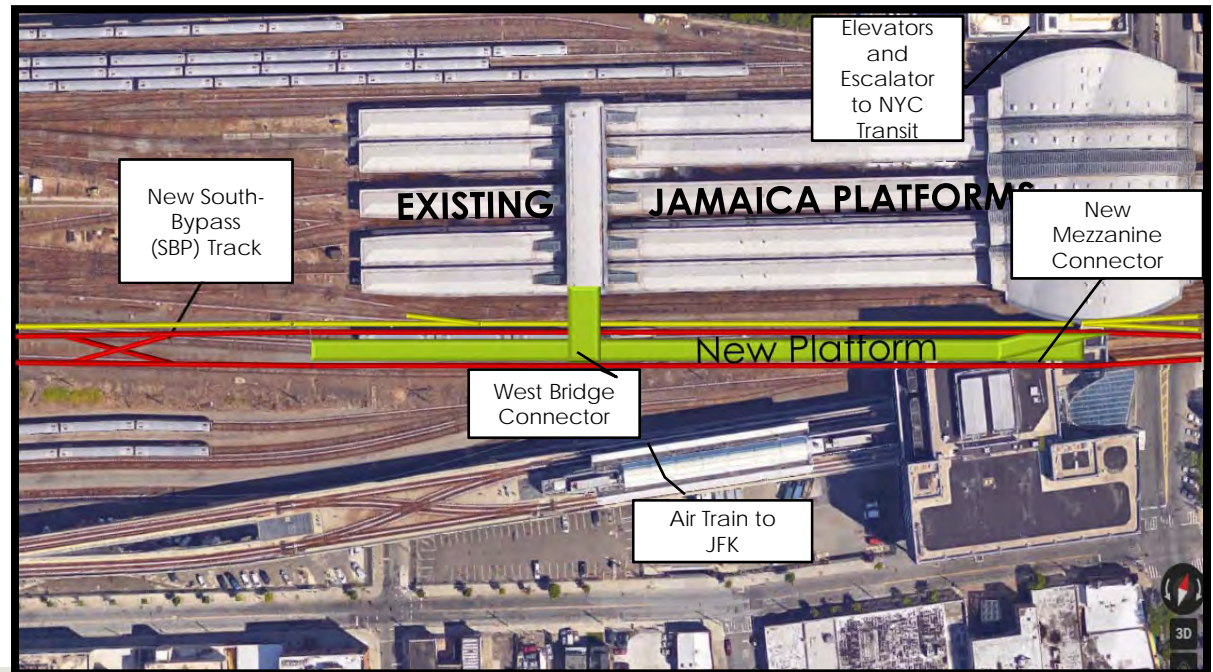 Elevators
and
Escalator
to NYC
Transit
New South-
Bypass
(SBP) Track
EXISTING
JAMAICA PLATFORMS
New
Mezzanine
Connector
New Platform
West Bridge
Connector
Air Train to
JFK
3D